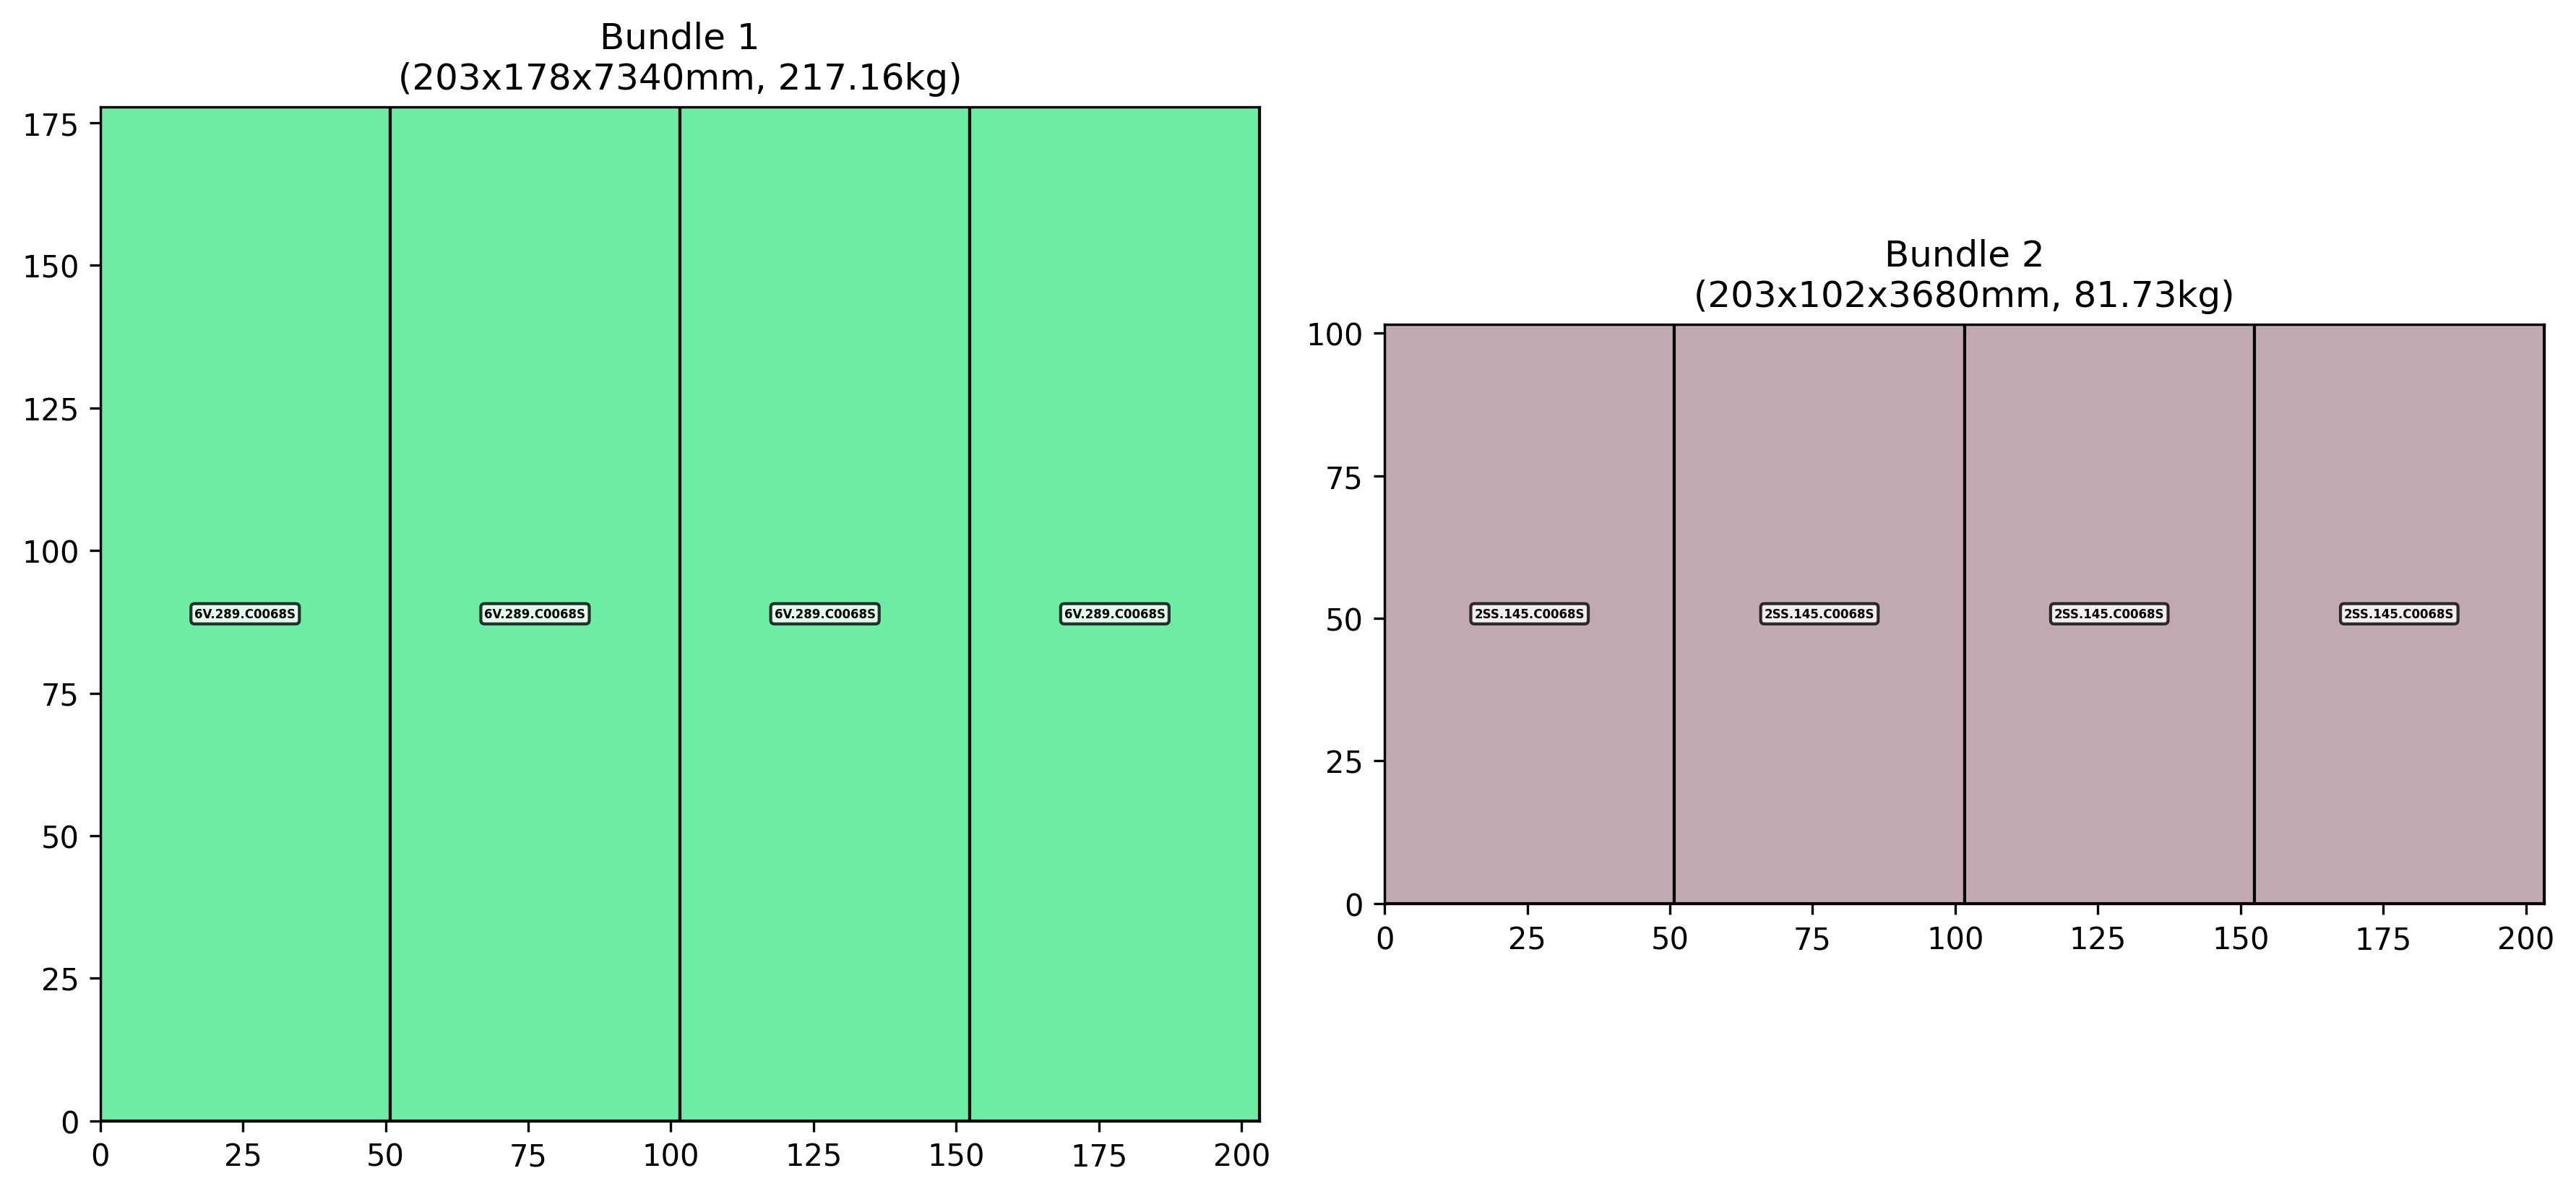 Bundle 1
(203x178x7340mm, 217.16kg)
175
150
125
100
75
50
25
0
6V.289.C0068S 6V.289.C0068S 6V.289.C0068S 6V.289.C0068S
0 25 50 75 100 125 150 175 200
Bundle 2
(203x102x3680mm, 81.73kg)
100
75
50
25
0
2SS.145.C0068S 2SS.145.C0068S 2SS.145.C0068S 2SS.145.C0068S
0 25 50 75 100 125 150 175 200